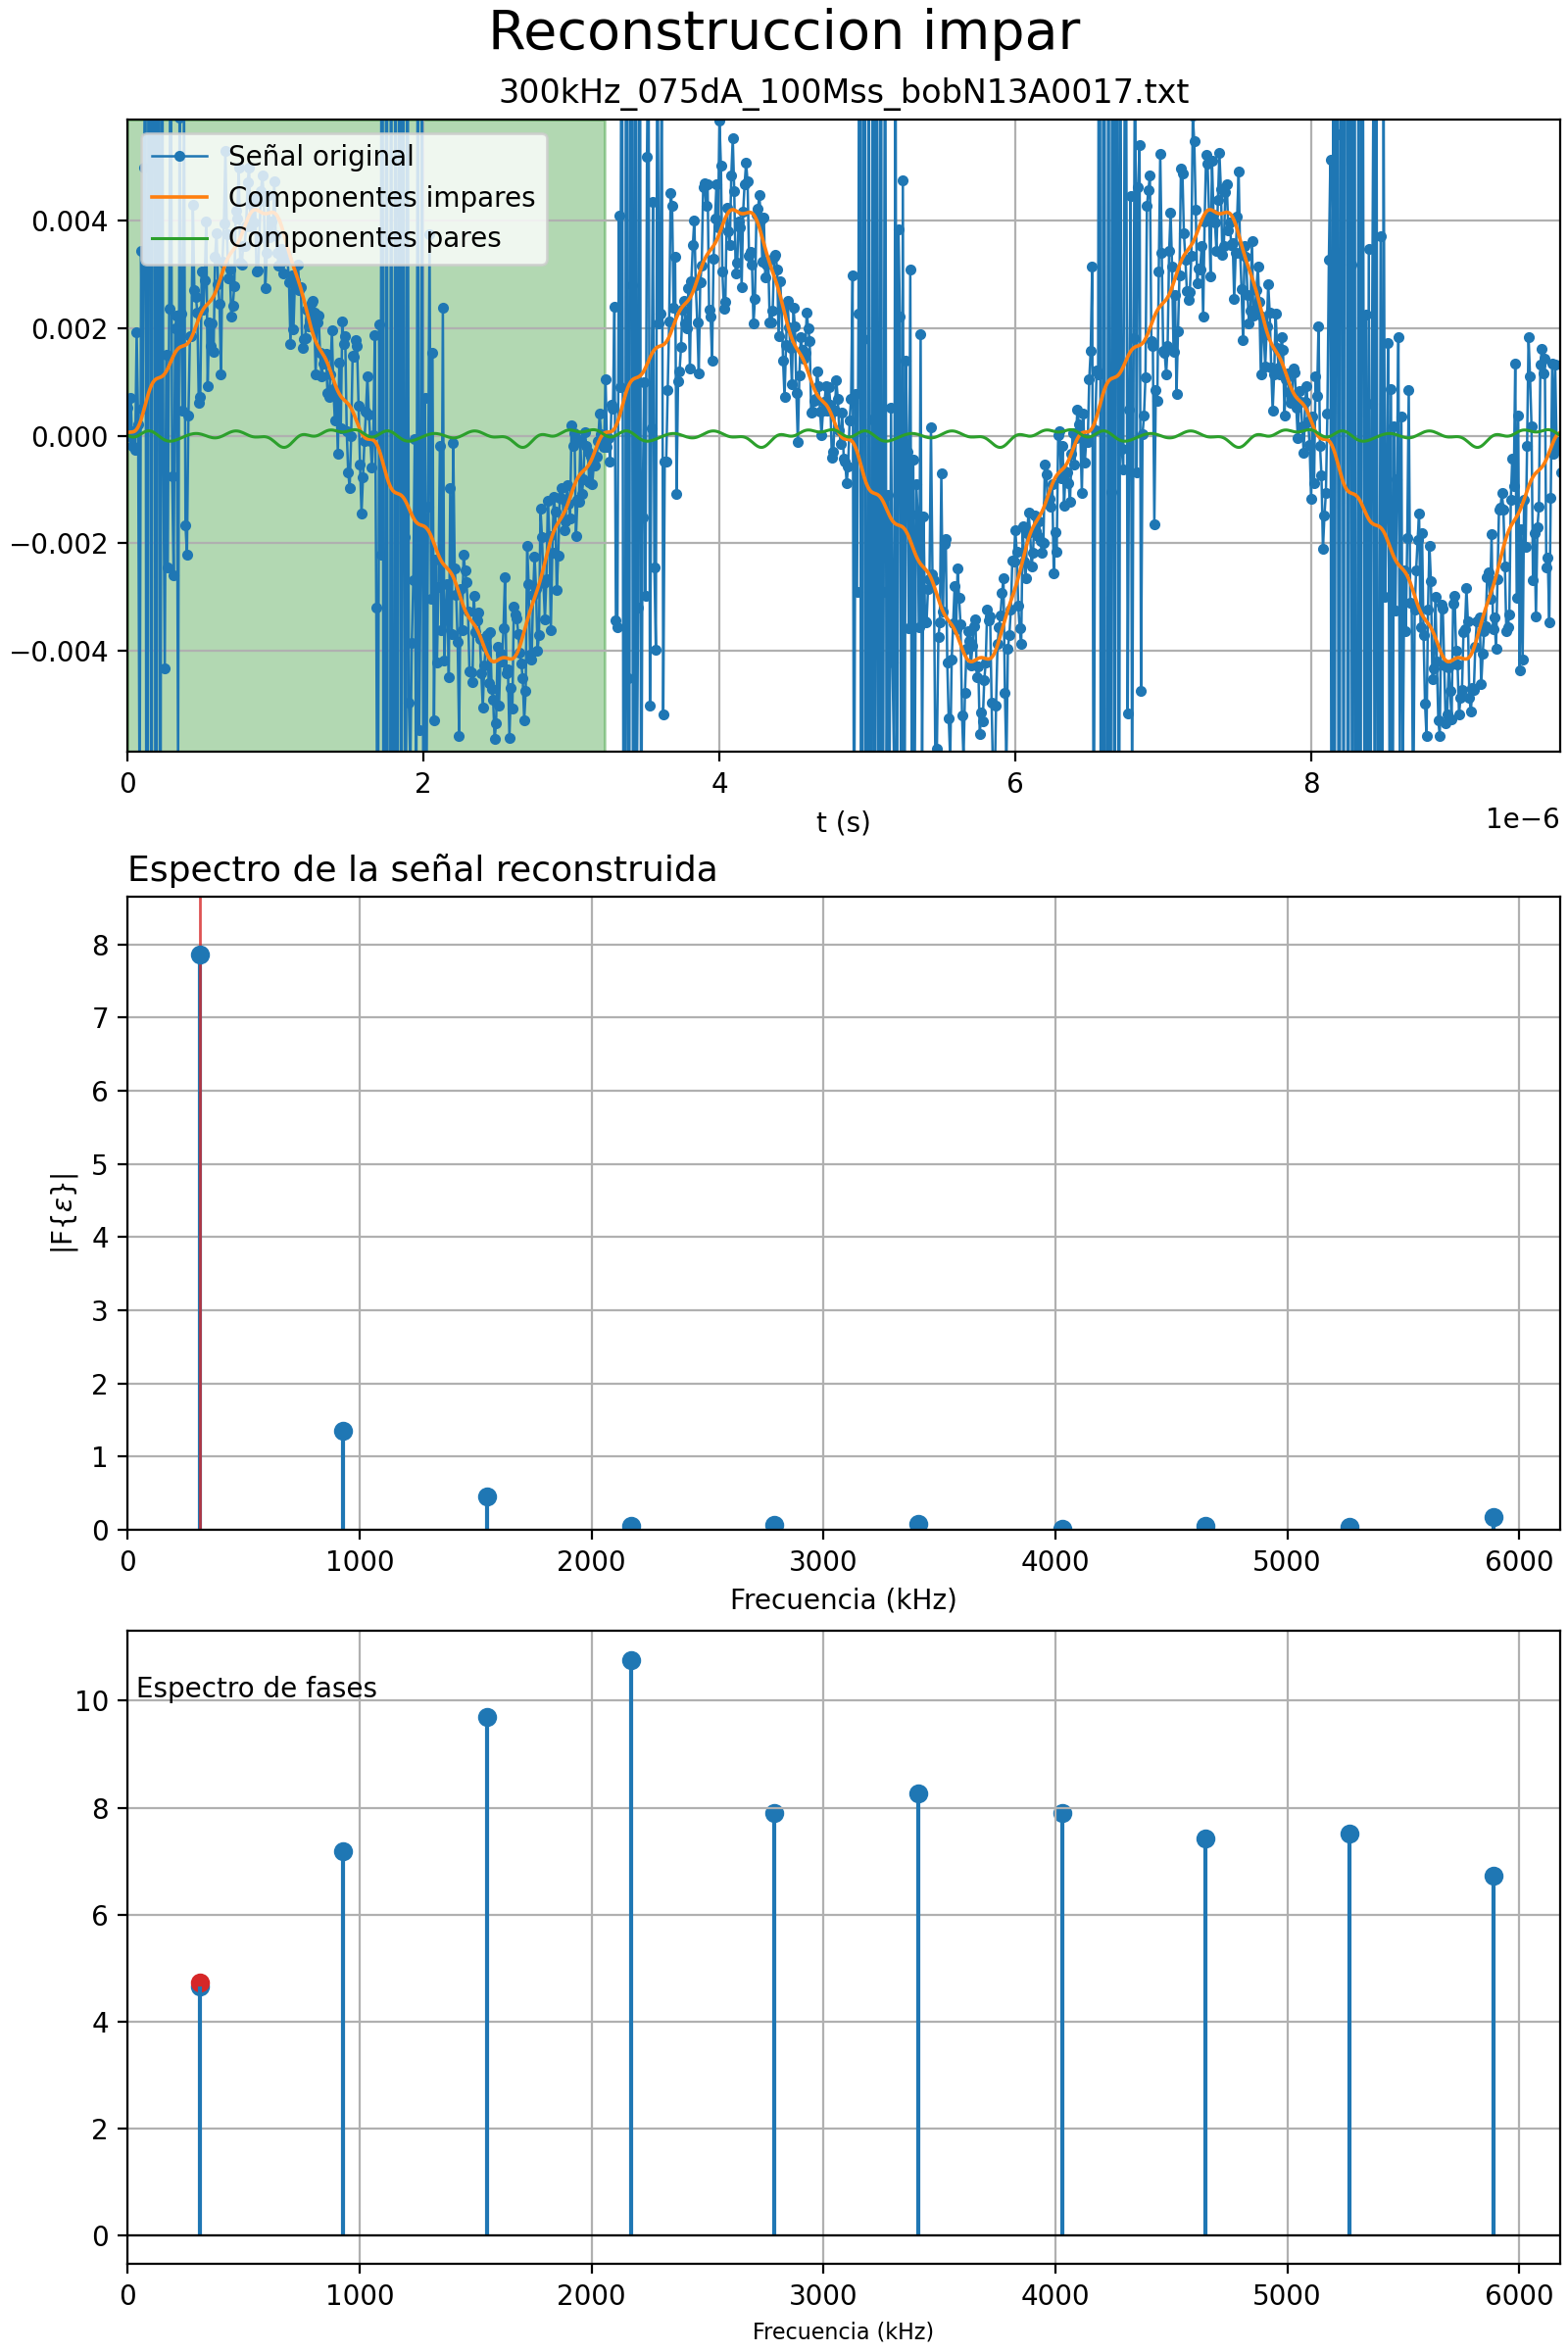 Reconstruccion impar
300kHz_075dA_100Mss_bobN13A0017.txt
Señal original
Componentes impares
Componentes pares
0.004
0.002
0.000
−0.002
−0.004
0 2 4 6 8
t (s)
1e−6
Espectro de la señal reconstruida
8
7
6
5
4
3
2
1
0
|F{ε}|
0 1000 2000 3000 4000 5000 6000
Frecuencia (kHz)
Espectro de fases
10
8
6
4
2
0
0 1000 2000 3000 4000 5000 6000
Frecuencia (kHz)